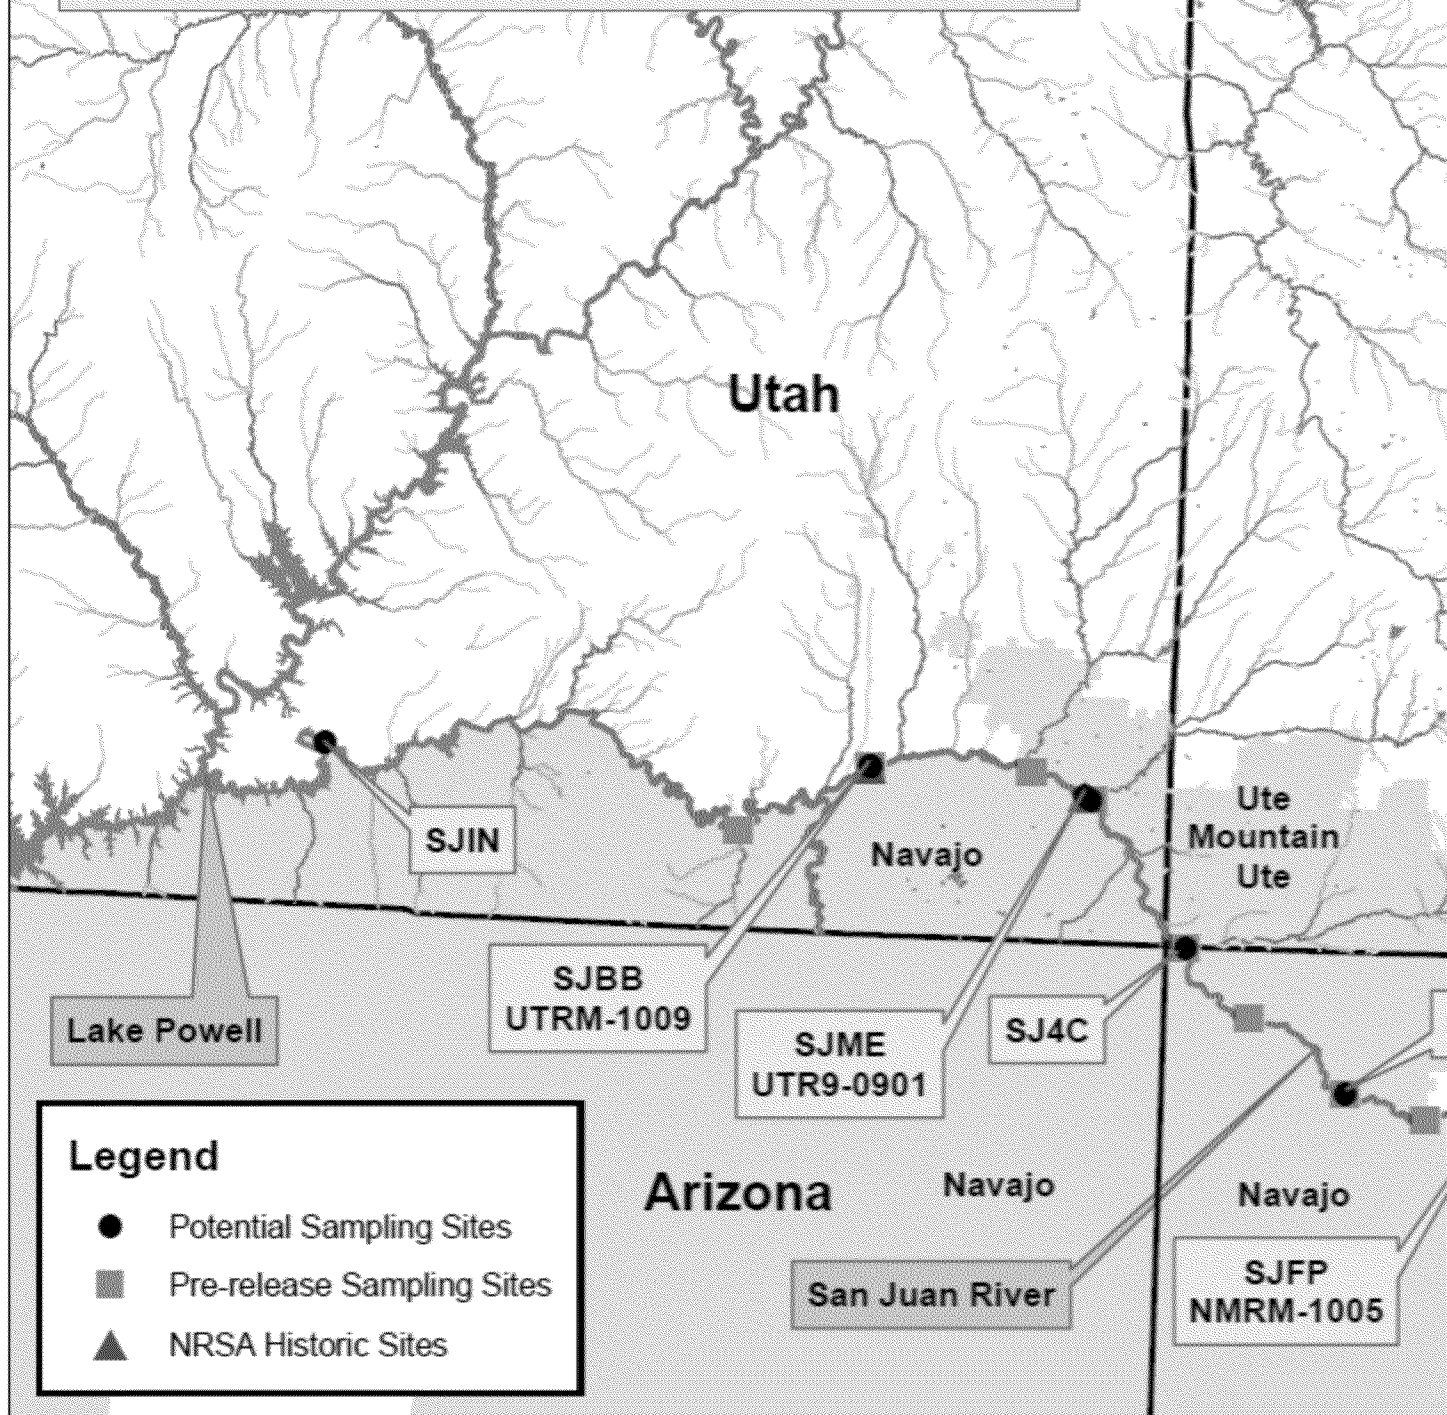 Utah
Ute
Mountain
Ute
SJIN
Navajo
SJBB
UTRM-1009
Lake Powell
SJME
UTR9-0901
SJ4C
Arizona
Navajo
Navajo
San Juan River
SJFP
NMRM-1005
Legend
Potential Sampling Sites
Pre-release Sampling Sites
NRSA Historic Sites